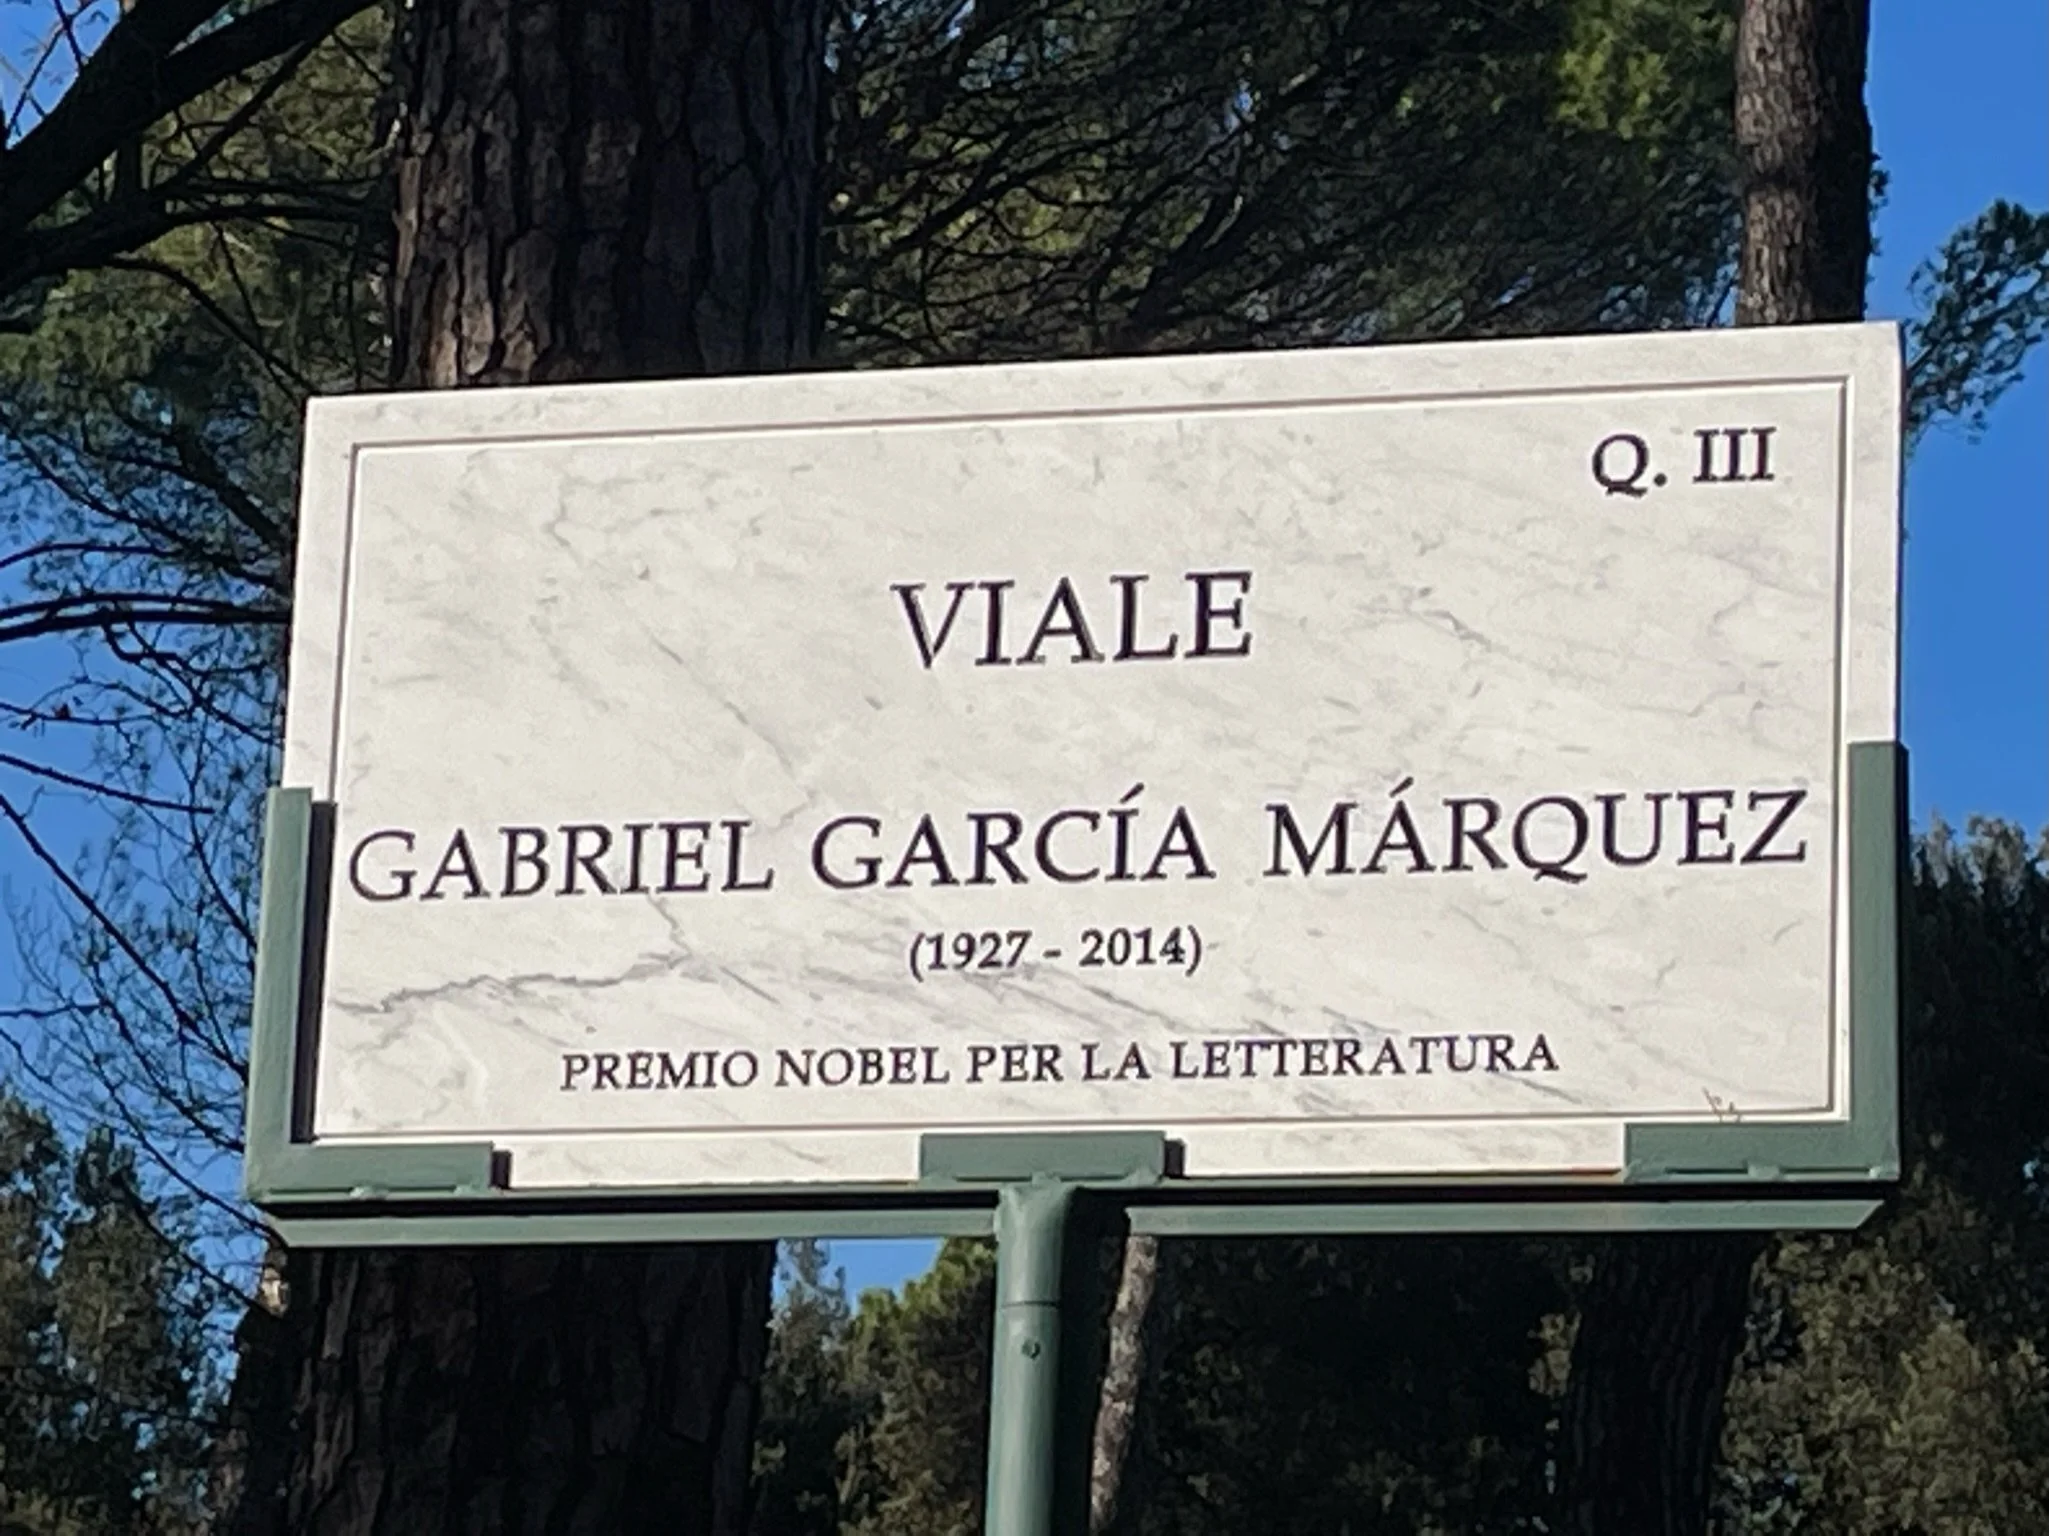 Q. III
VIALE
GABRIEL GARCÍA MÁRQUEZ
(1927 - 2014)
PREMIO NOBEL PER LA LETTERATURA